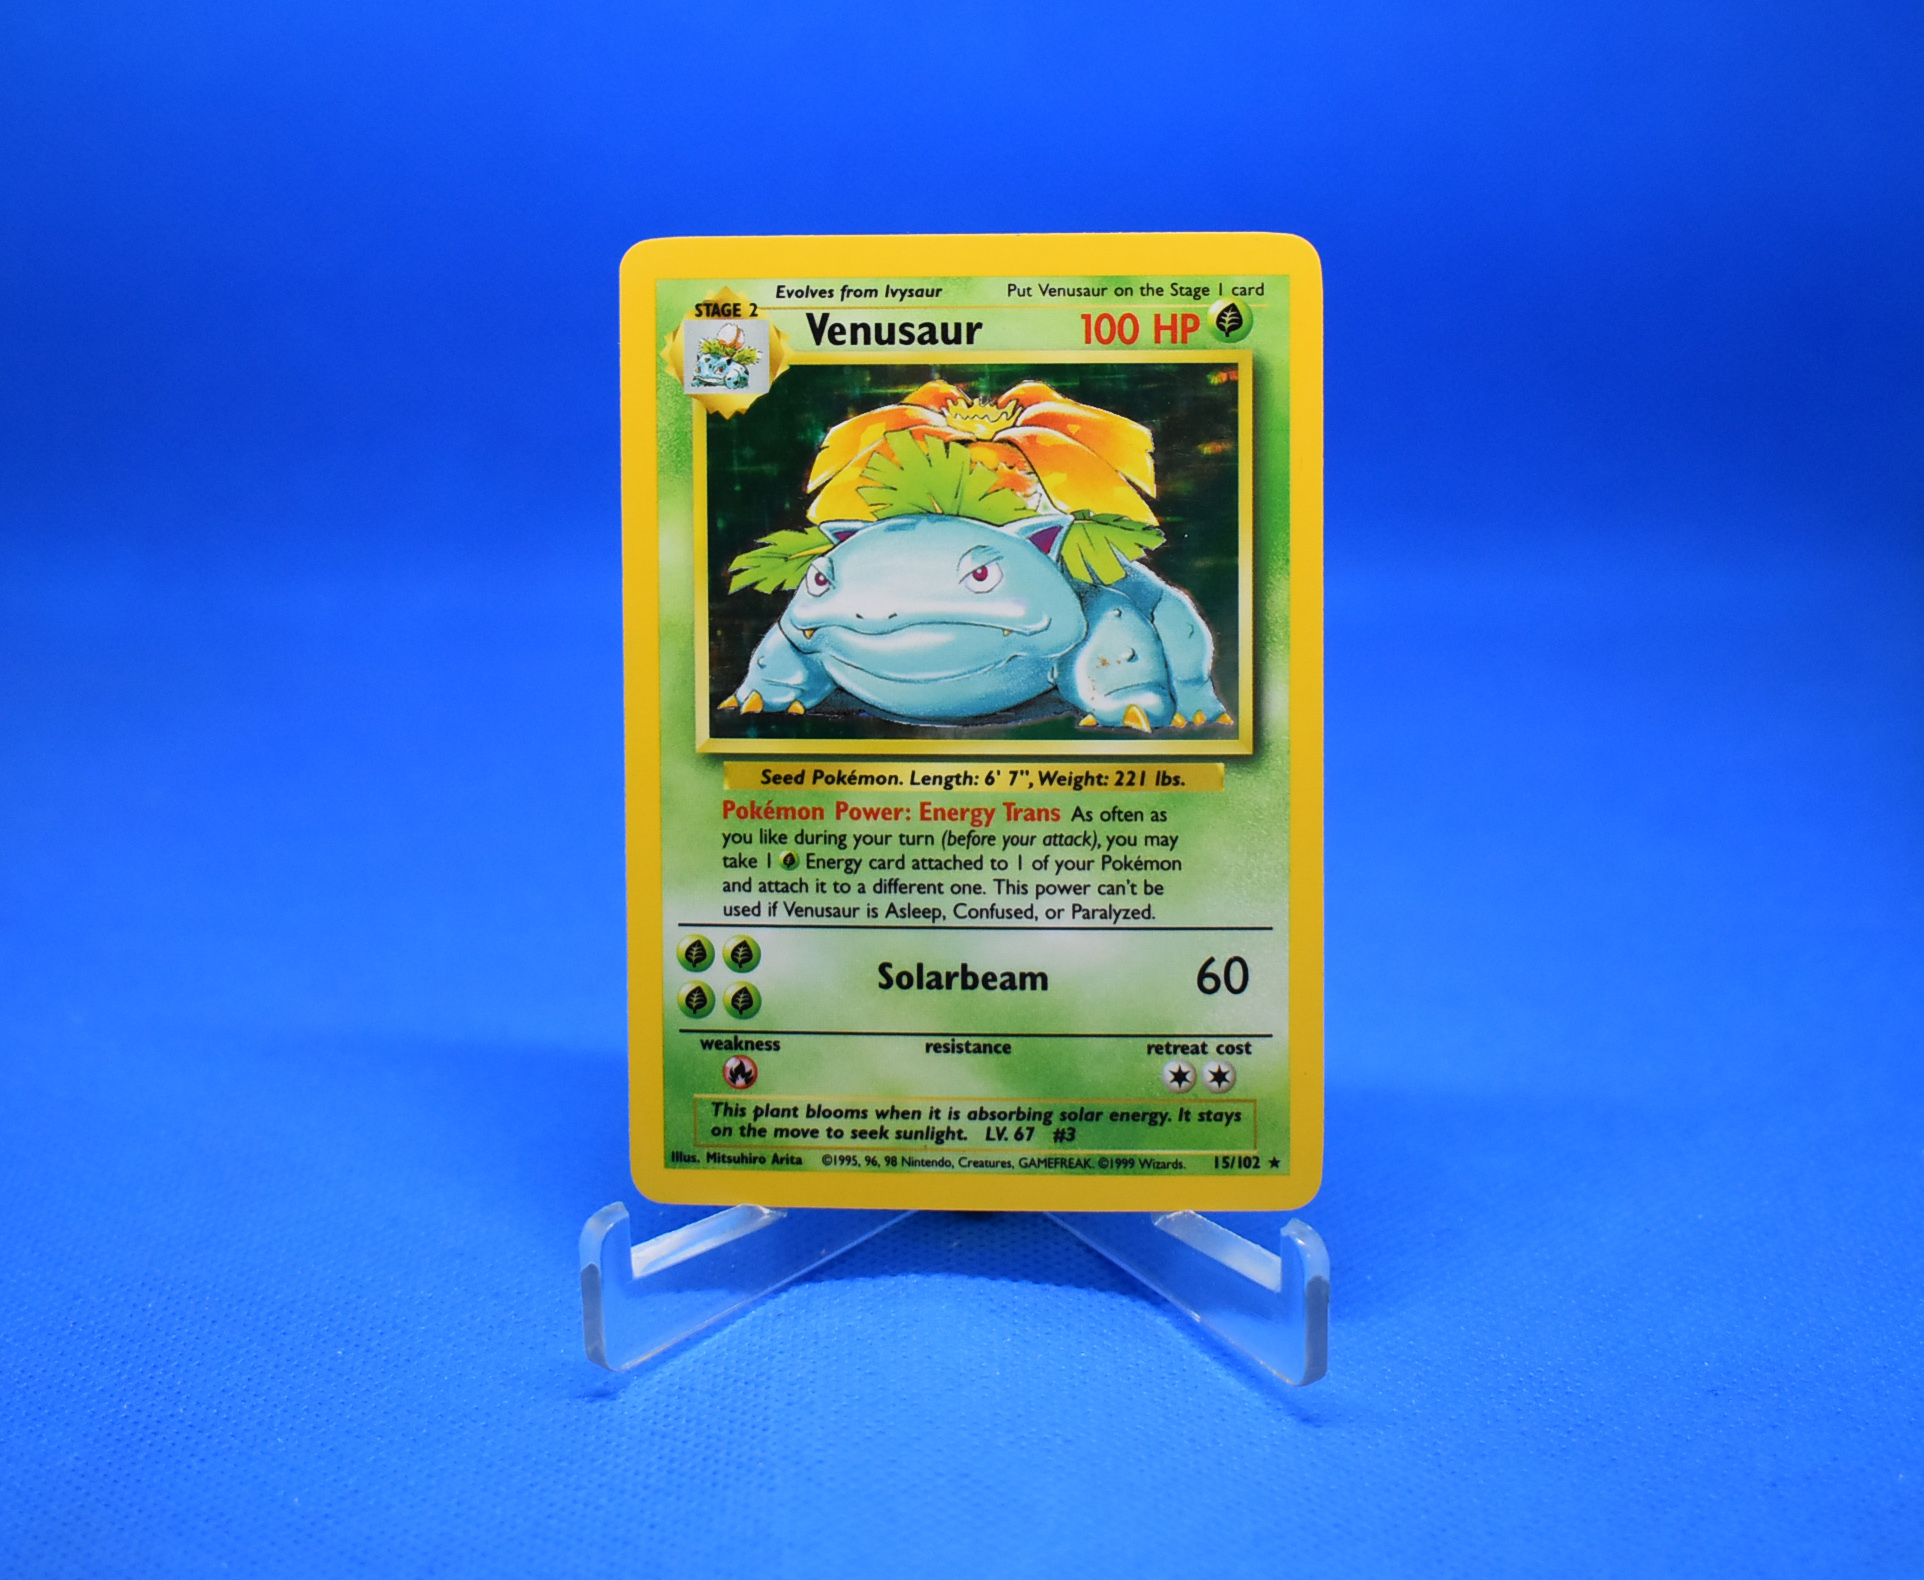 Evolves from Ivysaur Put Venusaur on the Stage 1 card
STAGE 2
Venusaur 100 HP
Seed Pokémon. Length: 6' 7", Weight: 221 lbs.
Pokémon Power: Energy Trans As often as
you like during your turn (before your attack), you may
take 1 Energy card attached to 1 of your Pokémon
and attach it to a different one. This power can't be
used if Venusaur is Asleep, Confused, or Paralyzed.
Solarbeam 60
weakness resistance retreat cost
This plant blooms when it is absorbing solar energy. It stays
on the move to seek sunlight. LV. 67 #3
Illus. Mitsuhiro Arita ©1995, 96, 98 Nintendo, Creatures, GAMEFREAK. ©1999 Wizards. 15/102 ★